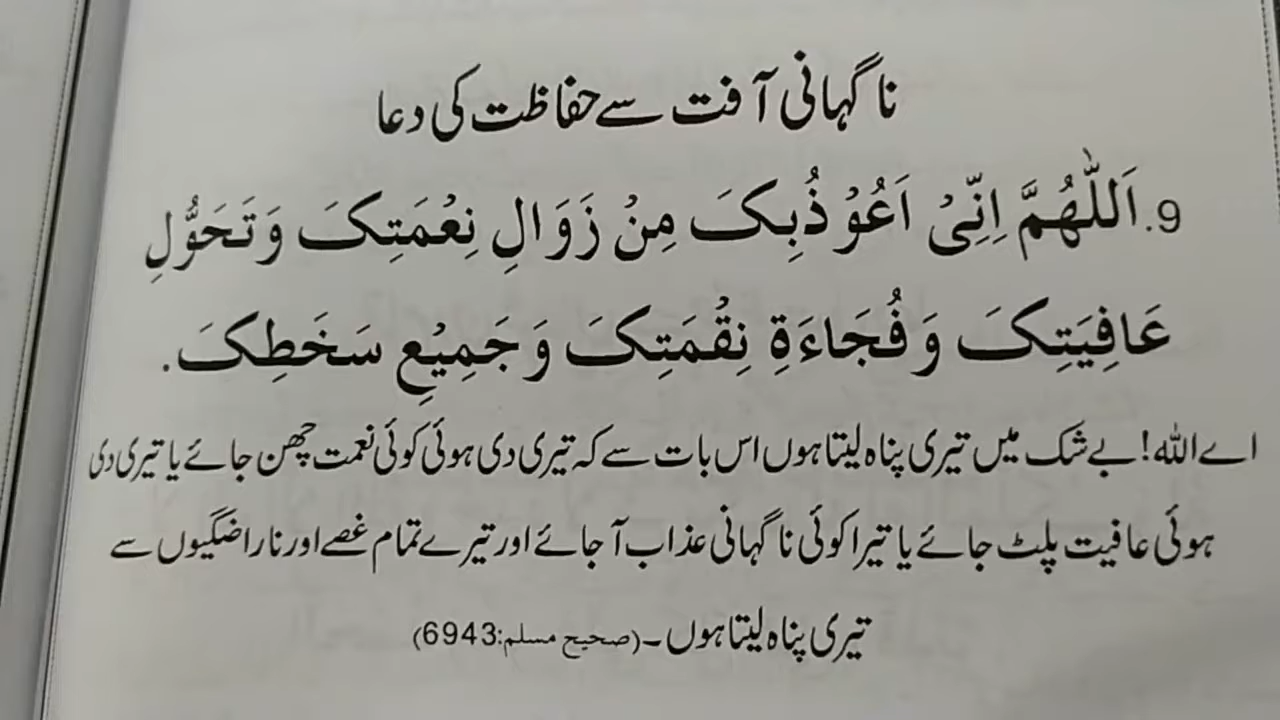 ناگہانی آفت سے حفاظت کی دعا
9. اَللّٰهُمَّ اِنِّیْ اَعُوْذُبِکَ مِنْ زَوَالِ نِعْمَتِکَ وَتَحَوُّلِ
عَافِیَتِکَ وَفُجَاءَةِ نِقْمَتِکَ وَجَمِیْعِ سَخَطِکَ.
اے اللہ! بے شک میں تیری پناہ لیتا ہوں اس بات سے کہ تیری دی ہوئی کوئی نعمت چھن جائے یا تیری دی
ہوئی عافیت پلٹ جائے یا تیرا کوئی ناگہانی عذاب آجائے اور تیرے تمام غصے اور ناراضگیوں سے
تیری پناہ لیتا ہوں۔ (صحیح مسلم:6943)